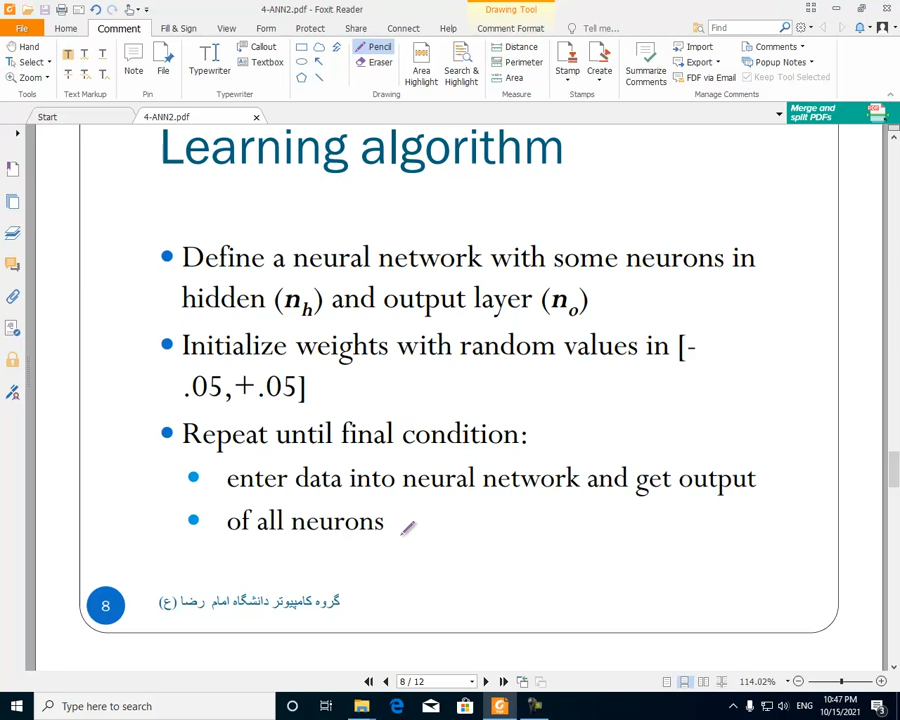 4-ANN2.pdf - Foxit Reader
Drawing Tool
File
Home
Comment
Fill & Sign
View
Form
Protect
Share
Connect
Help
Comment Format
Tell me...
Find
Hand
Select
Zoom
Tools
T T T
T T T
Text Markup
Note
File
Pin
Typewriter
Callout
Textbox
Typewriter
Pencil
Eraser
Drawing
Area
Highlight
Search &
Highlight
Distance
Perimeter
Area
Measure
Stamp
Create
Stamps
Summarize
Comments
Import
Export
FDF via Email
Comments
Popup Notes
Keep Tool Selected
Manage Comments
Start
4-ANN2.pdf
Merge and
split PDFs
Learning algorithm
• Define a neural network with some neurons in
hidden (nh) and output layer (no)
• Initialize weights with random values in [-
.05,+.05]
• Repeat until final condition:
• enter data into neural network and get output
• of all neurons
8
گروه کامپیوتر دانشگاه امام رضا (ع)
8 / 12
114.02%
Type here to search
ENG
10:47 PM
10/15/2021
3